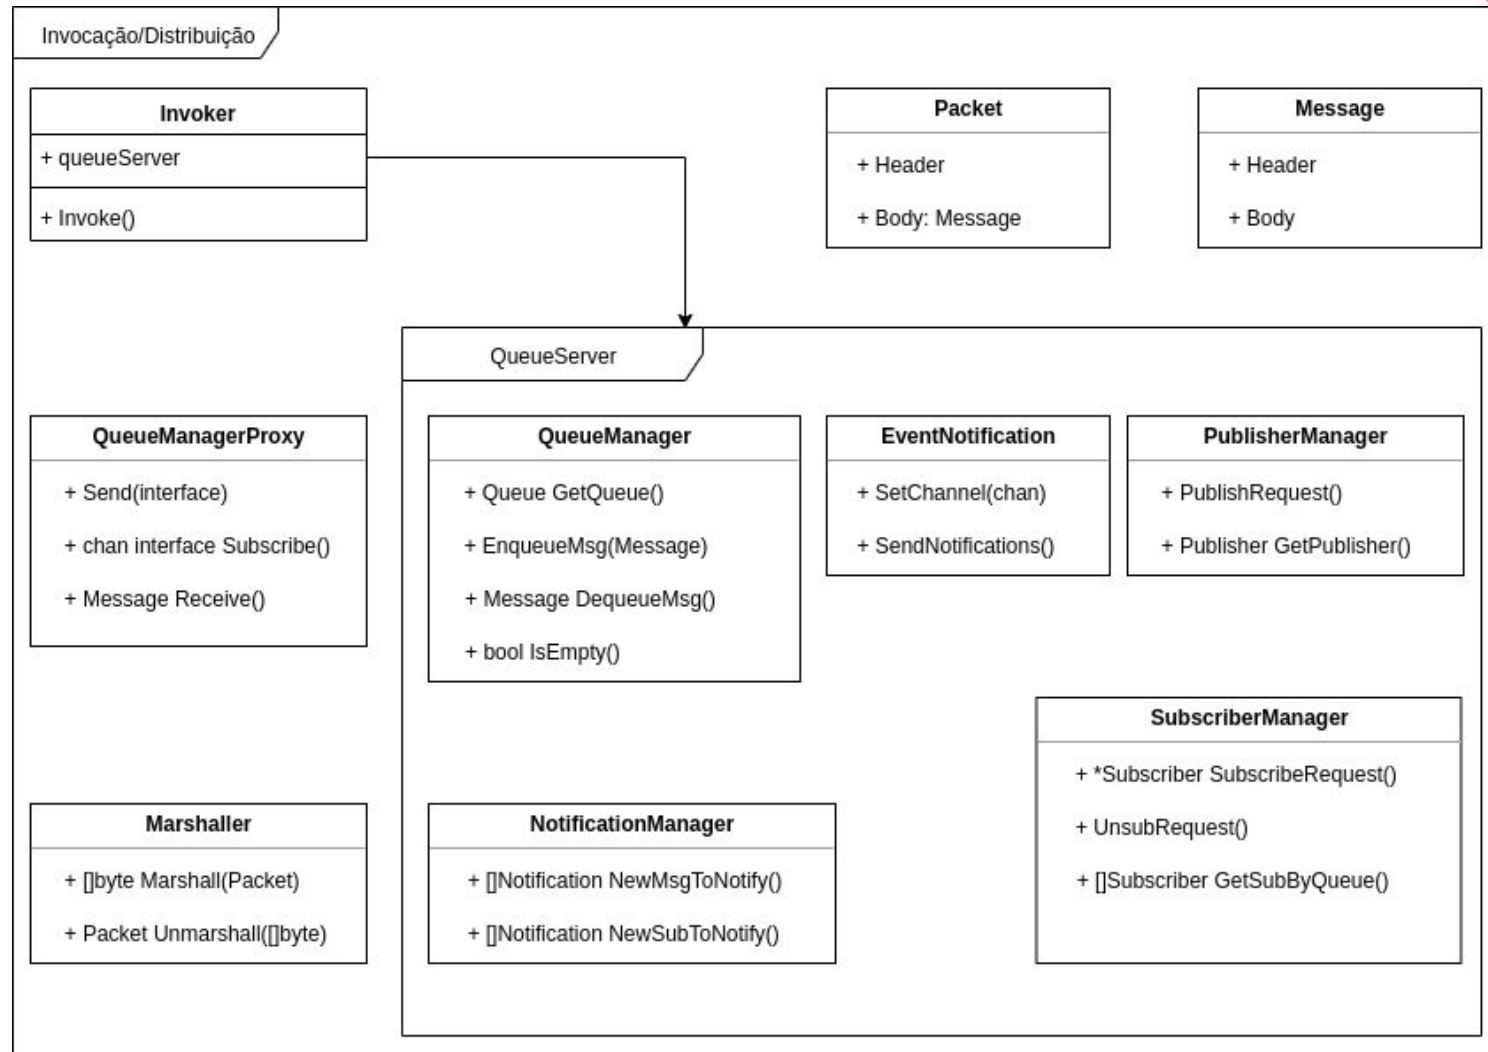 Invocação/Distribuição
Invoker
+ queueServer
+ Invoke()
Packet
+ Header
+ Body: Message
Message
+ Header
+ Body
QueueServer
QueueManagerProxy
+ Send(interface)
+ chan interface Subscribe()
+ Message Receive()
QueueManager
+ Queue GetQueue()
+ EnqueueMsg(Message)
+ Message DequeueMsg()
+ bool IsEmpty()
EventNotification
+ SetChannel(chan)
+ SendNotifications()
PublisherManager
+ PublishRequest()
+ Publisher GetPublisher()
SubscriberManager
+ *Subscriber SubscribeRequest()
+ UnsubRequest()
+ []Subscriber GetSubByQueue()
Marshaller
+ []byte Marshall(Packet)
+ Packet Unmarshall([]byte)
NotificationManager
+ []Notification NewMsgToNotify()
+ []Notification NewSubToNotify()